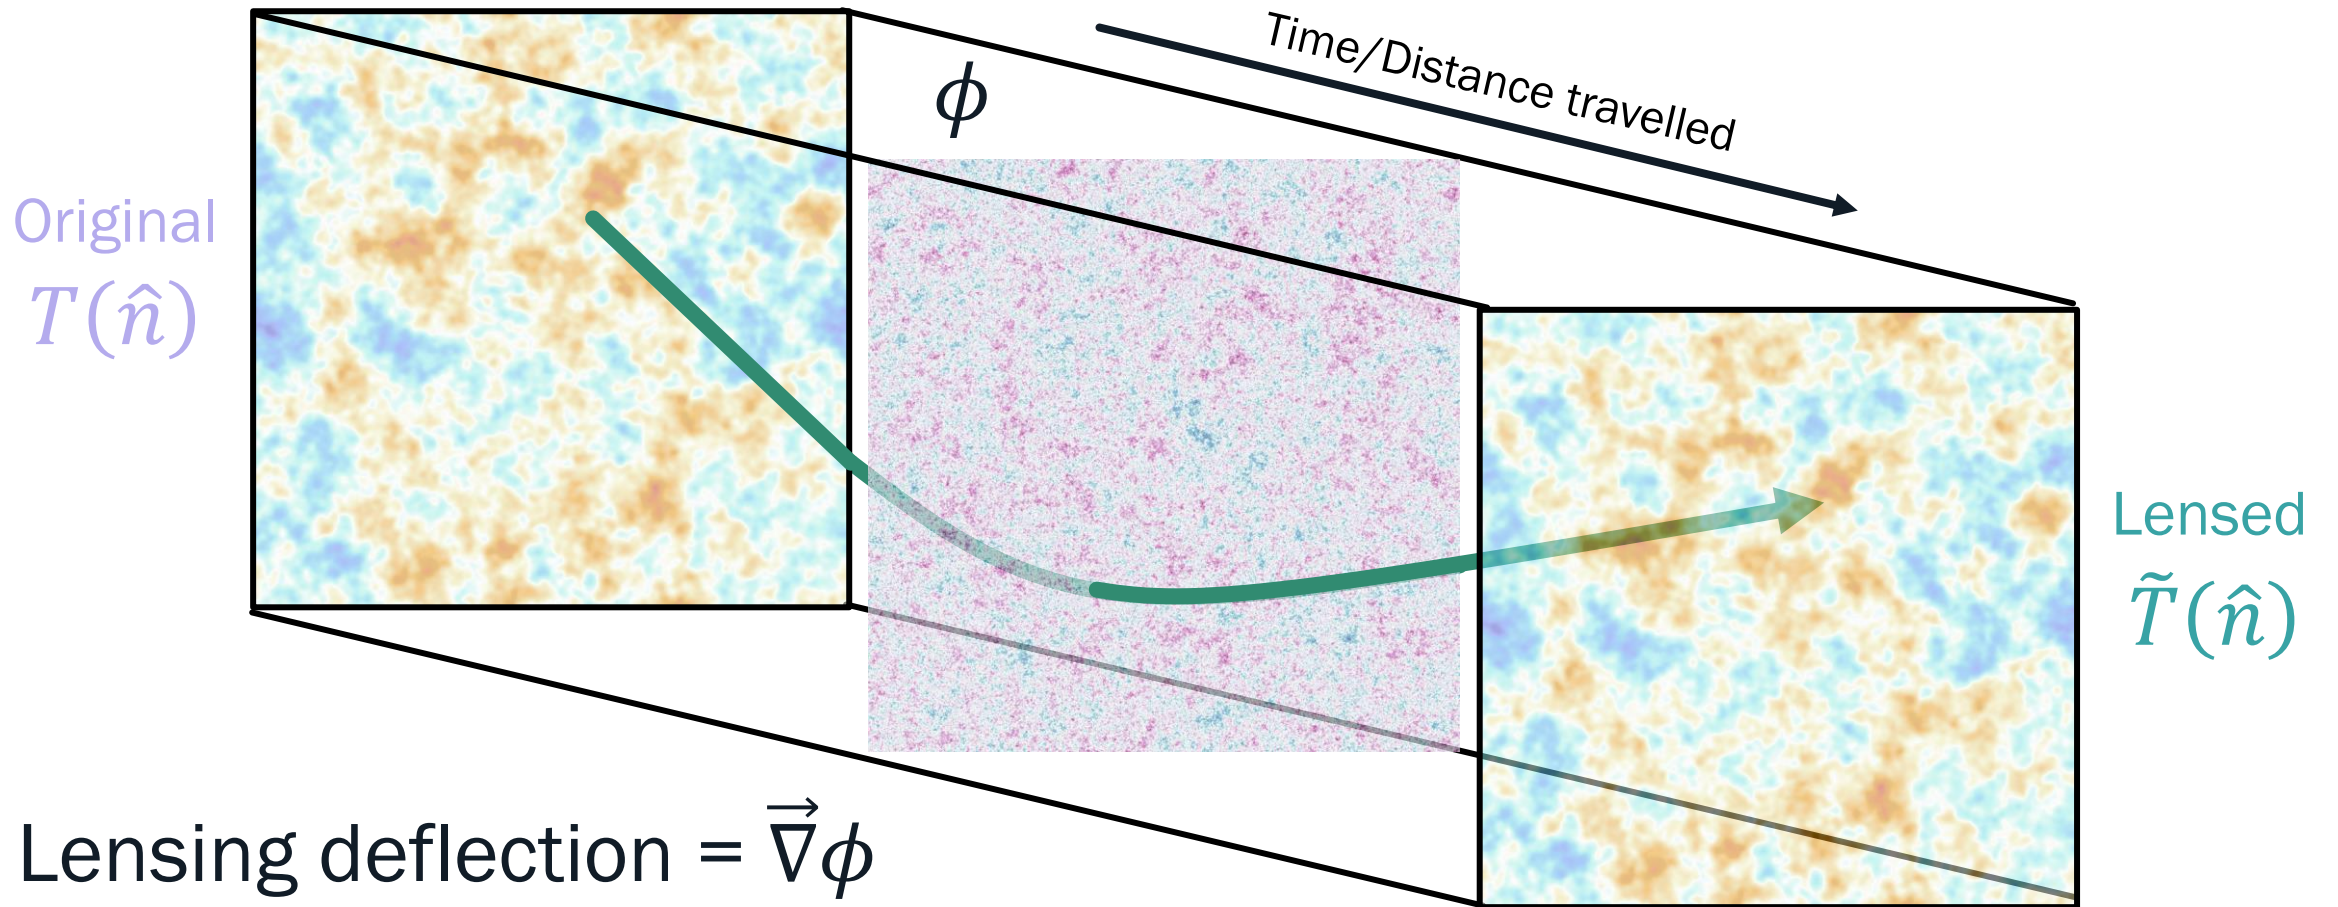 Time/Distance travelled
ϕ
Original
T(n̂)
Lensed
T̃(n̂)
Lensing deflection = ∇⃗ϕ